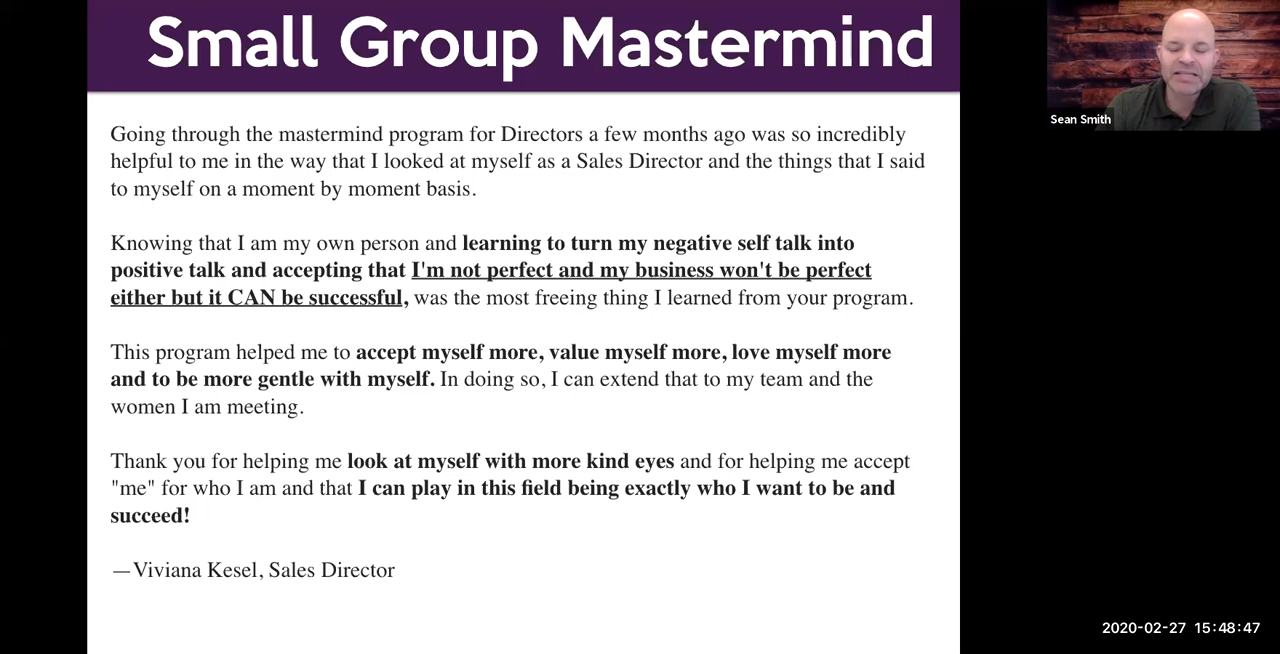 Small Group Mastermind
Sean Smith
Going through the mastermind program for Directors a few months ago was so incredibly
helpful to me in the way that I looked at myself as a Sales Director and the things that I said
to myself on a moment by moment basis.
Knowing that I am my own person and learning to turn my negative self talk into
positive talk and accepting that I'm not perfect and my business won't be perfect
either but it CAN be successful, was the most freeing thing I learned from your program.
This program helped me to accept myself more, value myself more, love myself more
and to be more gentle with myself. In doing so, I can extend that to my team and the
women I am meeting.
Thank you for helping me look at myself with more kind eyes and for helping me accept
"me" for who I am and that I can play in this field being exactly who I want to be and
succeed!
—Viviana Kesel, Sales Director
2020-02-27 15:48:47